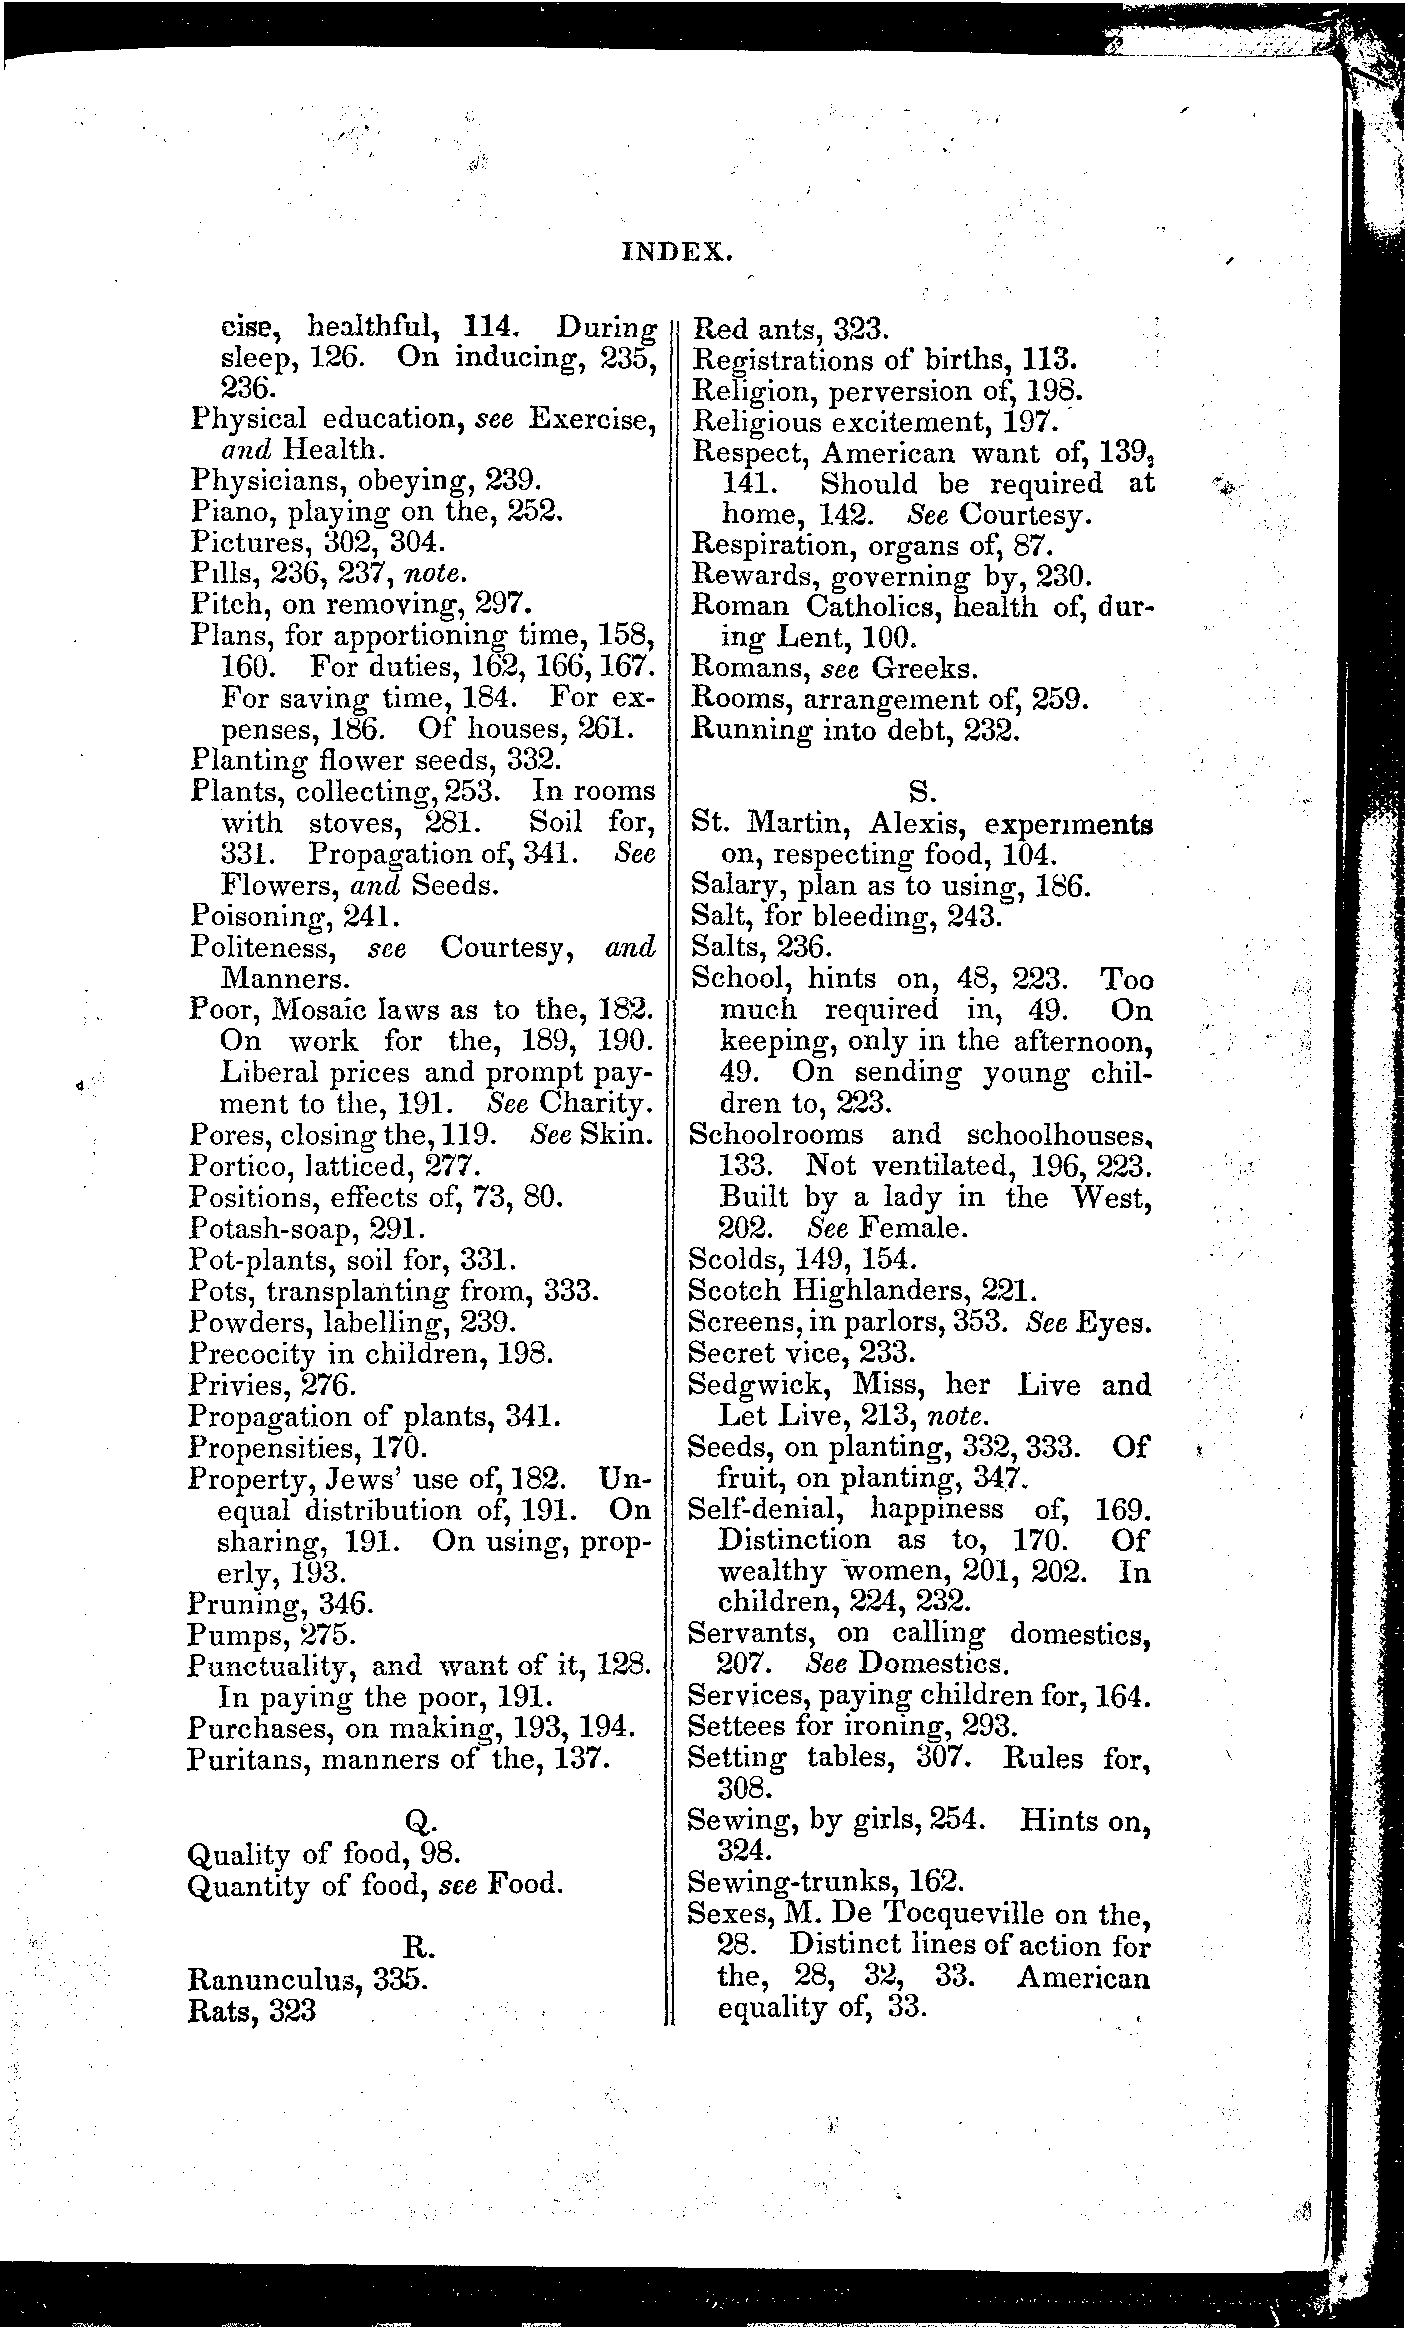 INDEX.
cise, healthful, 114. During
sleep, 126. On inducing, 235,
236.
Physical education, see Exercise,
and Health.
Physicians, obeying, 239.
Piano, playing on the, 252.
Pictures, 302, 304.
Pills, 236, 237, note.
Pitch, on removing, 297.
Plans, for apportioning time, 158,
160. For duties, 162, 166, 167.
For saving time, 184. For ex-
penses, 186. Of houses, 261.
Planting flower seeds, 332.
Plants, collecting, 253. In rooms
with stoves, 281. Soil for,
331. Propagation of, 341. See
Flowers, and Seeds.
Poisoning, 241.
Politeness, see Courtesy, and
Manners.
Poor, Mosaic laws as to the, 182.
On work for the, 189, 190.
Liberal prices and prompt pay-
ment to the, 191. See Charity.
Pores, closing the, 119. See Skin.
Portico, latticed, 277.
Positions, effects of, 73, 80.
Potash-soap, 291.
Pot-plants, soil for, 331.
Pots, transplanting from, 333.
Powders, labelling, 239.
Precocity in children, 198.
Privies, 276.
Propagation of plants, 341.
Propensities, 170.
Property, Jews' use of, 182. Un-
equal distribution of, 191. On
sharing, 191. On using, prop-
erly, 193.
Pruning, 346.
Pumps, 275.
Punctuality, and want of it, 128.
In paying the poor, 191.
Purchases, on making, 193, 194.
Puritans, manners of the, 137.
Q.
Quality of food, 98.
Quantity of food, see Food.
R.
Ranunculus, 335.
Rats, 323
Red ants, 323.
Registrations of births, 113.
Religion, perversion of, 198.
Religious excitement, 197.
Respect, American want of, 139,
141. Should be required at
home, 142. See Courtesy.
Respiration, organs of, 87.
Rewards, governing by, 230.
Roman Catholics, health of, dur-
ing Lent, 100.
Romans, see Greeks.
Rooms, arrangement of, 259.
Running into debt, 232.
S.
St. Martin, Alexis, experiments
on, respecting food, 104.
Salary, plan as to using, 186.
Salt, for bleeding, 243.
Salts, 236.
School, hints on, 48, 223. Too
much required in, 49. On
keeping, only in the afternoon,
49. On sending young chil-
dren to, 223.
Schoolrooms and schoolhouses,
133. Not ventilated, 196, 223.
Built by a lady in the West,
202. See Female.
Scolds, 149, 154.
Scotch Highlanders, 221.
Screens, in parlors, 353. See Eyes.
Secret vice, 233.
Sedgwick, Miss, her Live and
Let Live, 213, note.
Seeds, on planting, 332, 333. Of
fruit, on planting, 347.
Self-denial, happiness of, 169.
Distinction as to, 170. Of
wealthy women, 201, 202. In
children, 224, 232.
Servants, on calling domestics,
207. See Domestics.
Services, paying children for, 164.
Settees for ironing, 293.
Setting tables, 307. Rules for,
308.
Sewing, by girls, 254. Hints on,
324.
Sewing-trunks, 162.
Sexes, M. De Tocqueville on the,
28. Distinct lines of action for
the, 28, 32, 33. American
equality of, 33.